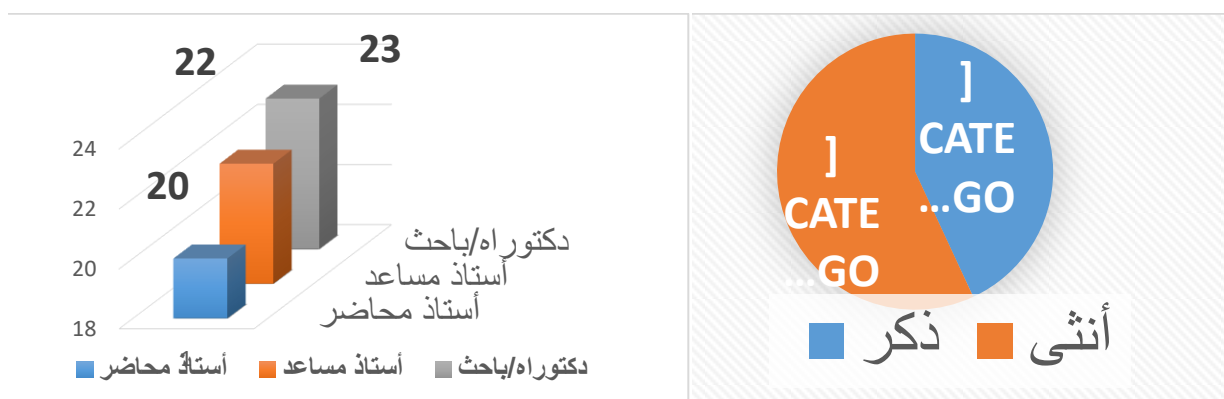 22
23
24
20
22
20
18
دكتوراه/باحث
أستاذ مساعد
أستاذ محاضر
1
أستاذ محاضر
أستاذ مساعد
دكتوراه/باحث
]
CATE
...GO
]
CATE
...GO
ذكر
أنثى